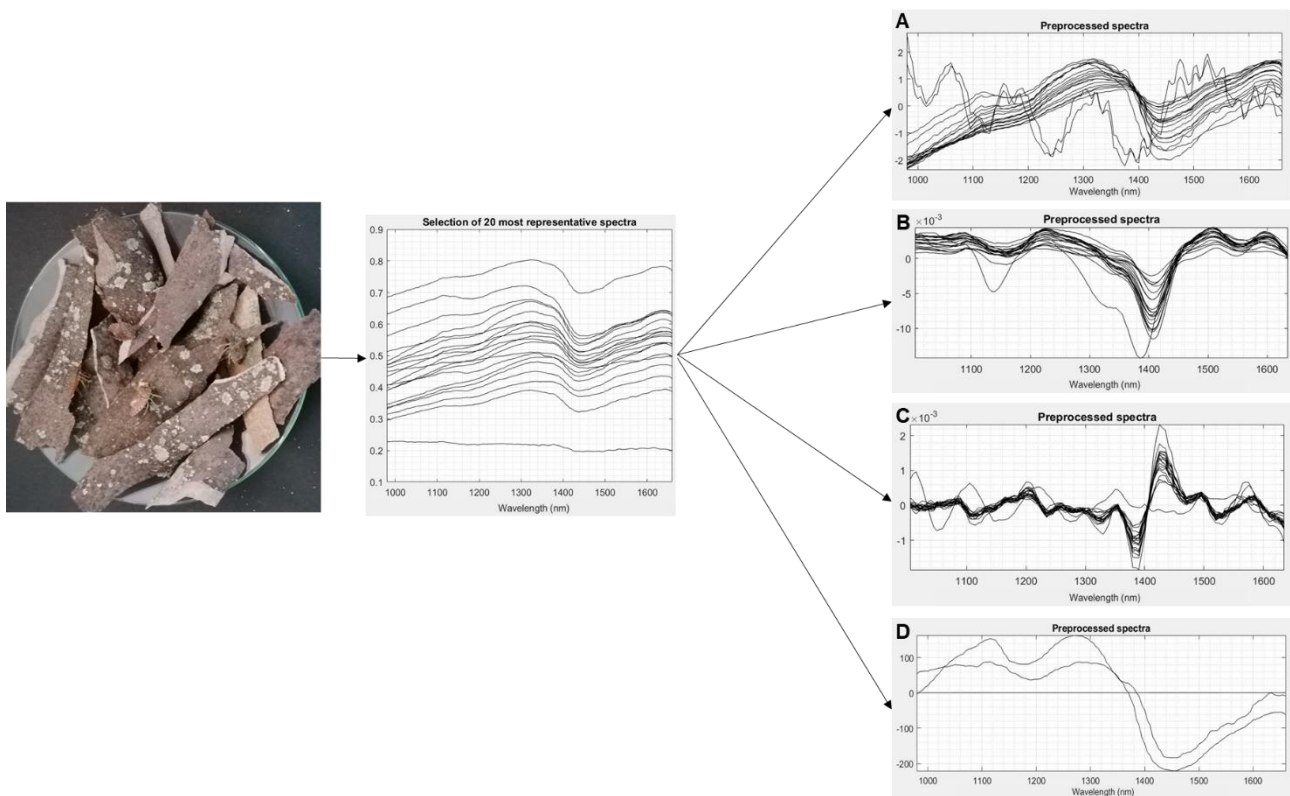 A
Preprocessed spectra
2
1
0
-1
-2
1000 1100 1200 1300 1400 1500 1600
Wavelength (nm)
B
×10-3
Preprocessed spectra
0
-5
-10
1100 1200 1300 1400 1500 1600
Wavelength (nm)
Selection of 20 most representative spectra
0.9
0.8
0.7
0.6
0.5
0.4
0.3
0.2
0.1
1000 1100 1200 1300 1400 1500 1600
Wavelength (nm)
C
×10-3
Preprocessed spectra
2
1
0
-1
1100 1200 1300 1400 1500 1600
Wavelength (nm)
D
Preprocessed spectra
100
0
-100
-200
1000 1100 1200 1300 1400 1500 1600
Wavelength (nm)